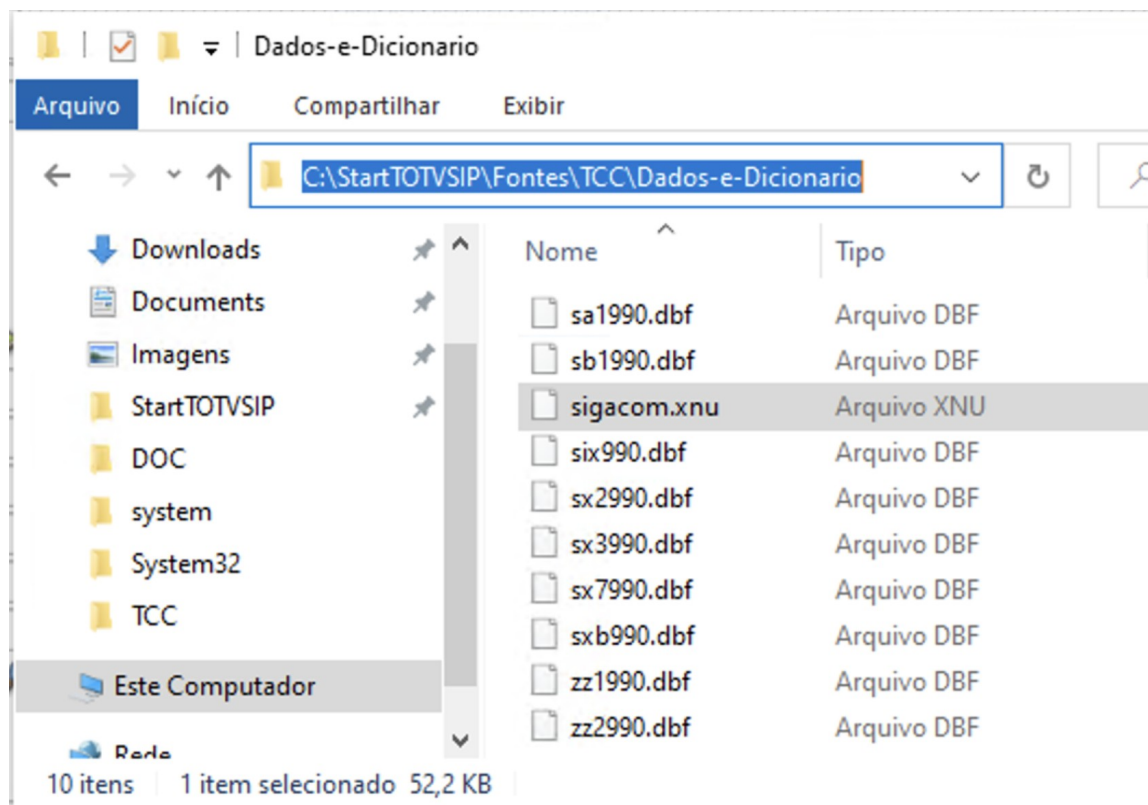 Dados-e-Dicionario
Arquivo Início Compartilhar Exibir
C:\StartTOTVSIP\Fontes\TCC\Dados-e-Dicionario
Downloads
Documents
Imagens
StartTOTVSIP
DOC
system
System32
TCC
Este Computador
Rede
Nome Tipo
sa1990.dbf Arquivo DBF
sb1990.dbf Arquivo DBF
sigacom.xnu Arquivo XNU
six990.dbf Arquivo DBF
sx2990.dbf Arquivo DBF
sx3990.dbf Arquivo DBF
sx7990.dbf Arquivo DBF
sxb990.dbf Arquivo DBF
zz1990.dbf Arquivo DBF
zz2990.dbf Arquivo DBF
10 itens 1 item selecionado 52,2 KB